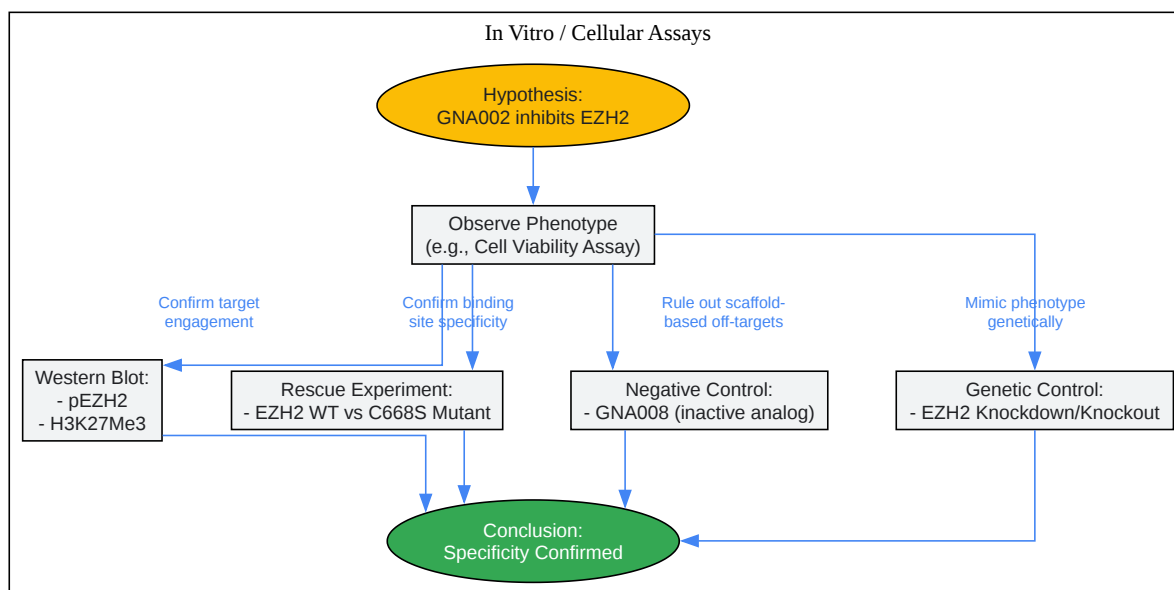 In Vitro / Cellular Assays
Hypothesis:
GNA002 inhibits EZH2
Observe Phenotype
(e.g., Cell Viability Assay)
Confirm target
engagement
Confirm binding
site specificity
Rule out scaffold-
based off-targets
Mimic phenotype
genetically
Western Blot:
- pEZH2
- H3K27Me3
Rescue Experiment:
- EZH2 WT vs C668S Mutant
Negative Control:
- GNA008 (inactive analog)
Genetic Control:
- EZH2 Knockdown/Knockout
Conclusion:
Specificity Confirmed